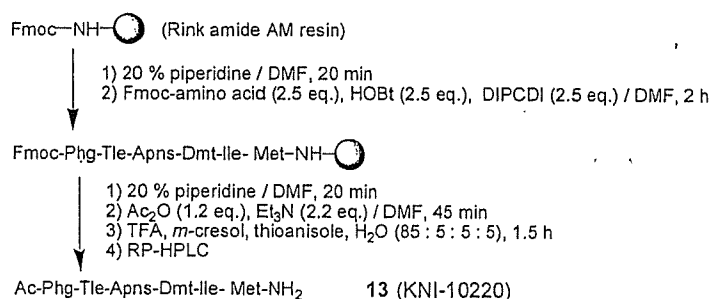 Fmoc-NH- (Rink amide AM resin)
1) 20 % piperidine / DMF, 20 min
2) Fmoc-amino acid (2.5 eq.), HOBt (2.5 eq.), DIPCDI (2.5 eq.) / DMF, 2 h
Fmoc-Phg-Tle-Apns-Dmt-Ile- Met-NH-
1) 20 % piperidine / DMF, 20 min
2) Ac₂O (1.2 eq.), Et₃N (2.2 eq.) / DMF, 45 min
3) TFA, m-cresol, thioanisole, H₂O (85 : 5 : 5 : 5), 1.5 h
4) RP-HPLC
Ac-Phg-Tle-Apns-Dmt-Ile- Met-NH₂ 13 (KNI-10220)